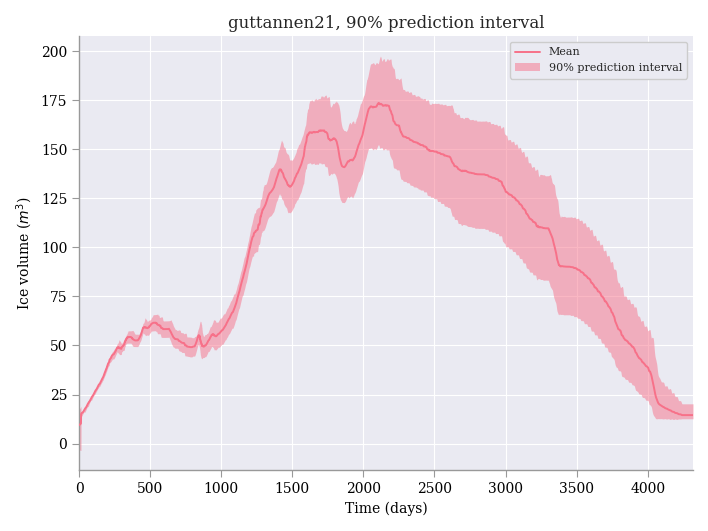 guttannen21, 90% prediction interval
Mean
90% prediction interval
Ice volume (m³)
200
175
150
125
100
75
50
25
0
0 500 1000 1500 2000 2500 3000 3500 4000
Time (days)